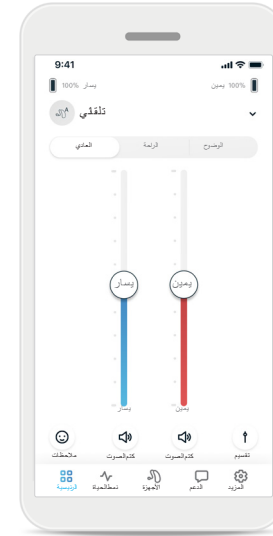 9:41
يسار 100% 100% يمين
تلقائي
العادي الراحة الوضوح
يسار يمين
يسار يمين
ملاحظات كتم الصوت كتم الصوت تقسيم
الرئيسية نمط الحياة الأجهزة الدعم المزيد